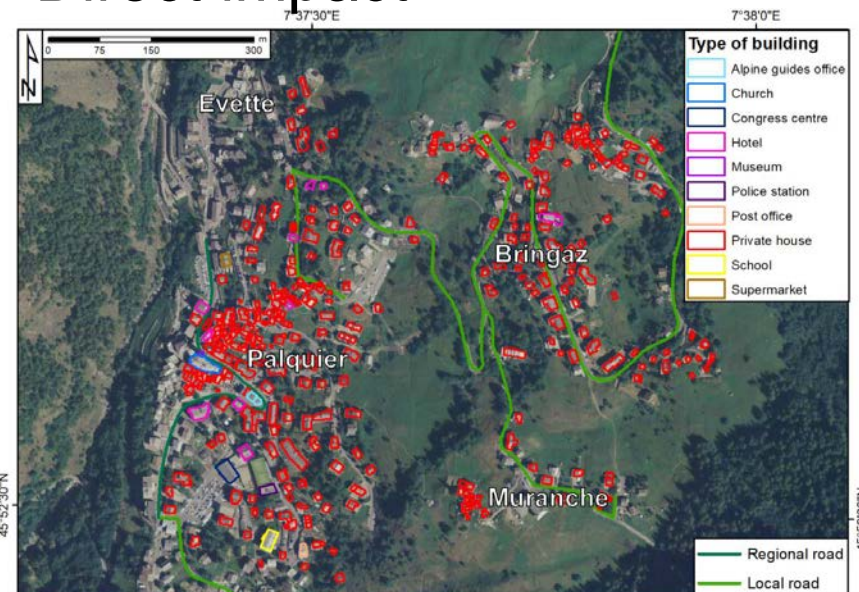 7°37'30"E
7°38'0"E
0 75 150 300 m
N
Evette
Bringaz
Palquier
Muranche
45°52'30"N
Type of building
Alpine guides office
Church
Congress centre
Hotel
Museum
Police station
Post office
Private house
School
Supermarket
Regional road
Local road